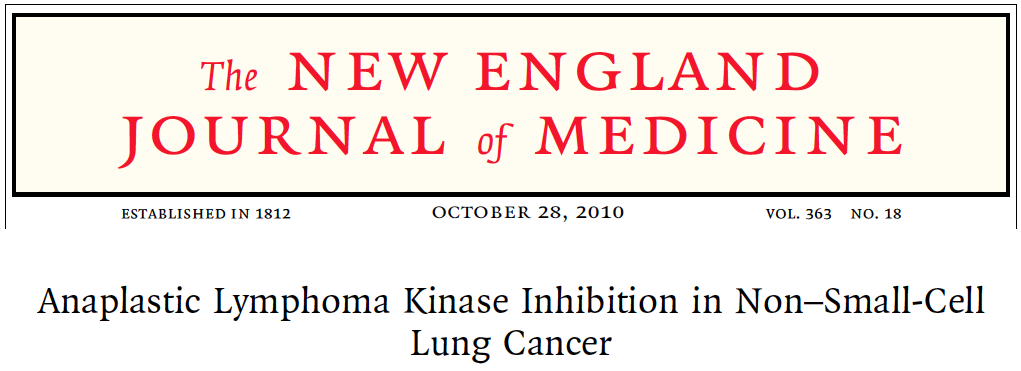 The NEW ENGLAND
JOURNAL of MEDICINE
ESTABLISHED IN 1812 OCTOBER 28, 2010 VOL. 363 NO. 18
Anaplastic Lymphoma Kinase Inhibition in Non–Small-Cell
Lung Cancer